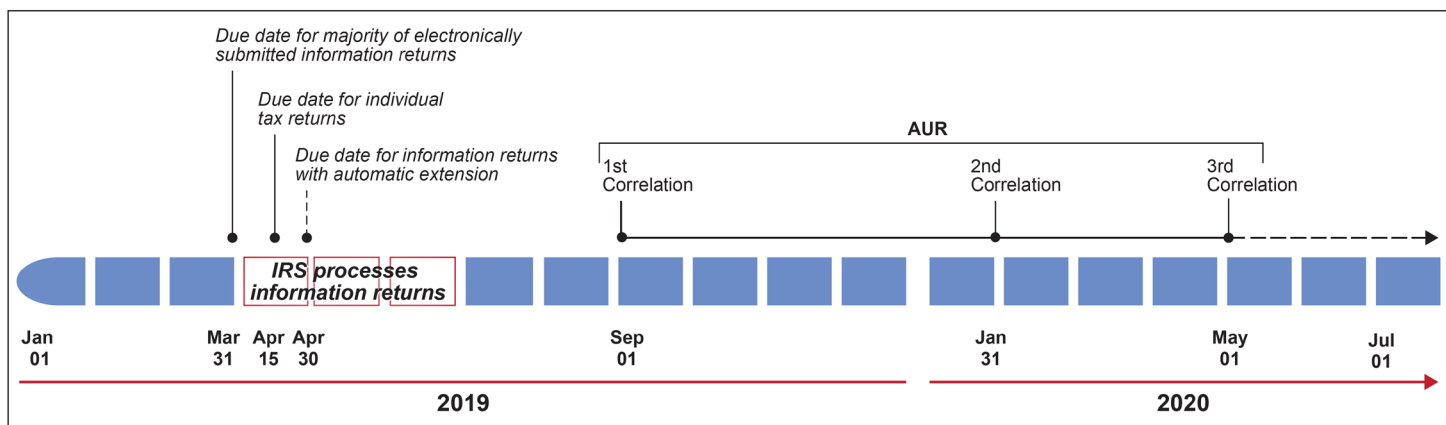 Due date for majority of electronically
submitted information returns
Due date for individual
tax returns
Due date for information returns
with automatic extension
AUR
1st
Correlation
2nd
Correlation
3rd
Correlation
IRS processes
information returns
Jan
01
Mar
31
Apr
15
Apr
30
Sep
01
Jan
31
May
01
Jul
01
2019
2020